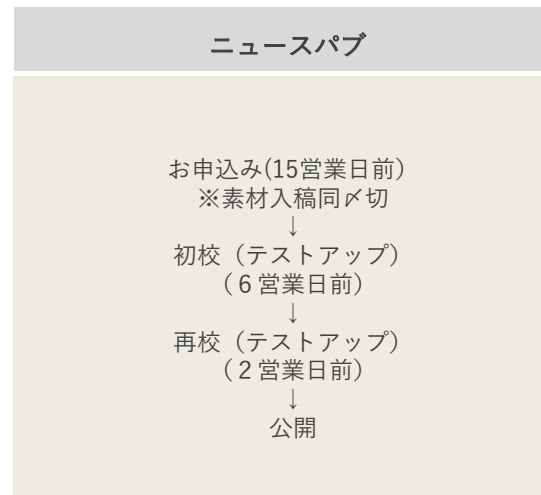 ニュースパブ
お申込み(15営業日前)
※素材入稿同〆切
↓
初校（テストアップ）
（６営業日前）
↓
再校（テストアップ）
（２営業日前）
↓
公開